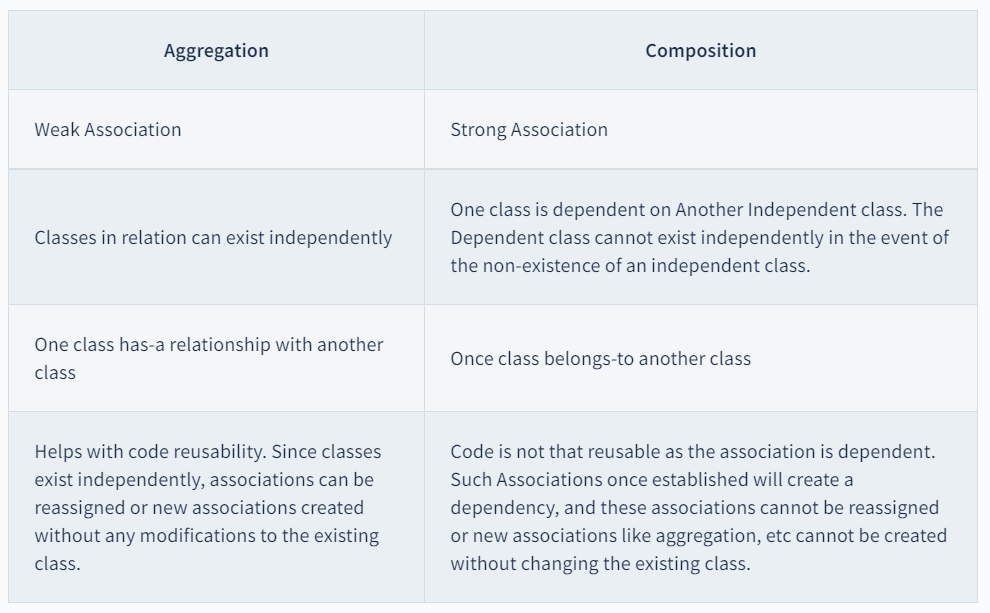 Aggregation
Composition
Weak Association
Strong Association
Classes in relation can exist independently
One class is dependent on Another Independent class. The
Dependent class cannot exist independently in the event of
the non-existence of an independent class.
One class has-a relationship with another
class
Once class belongs-to another class
Helps with code reusability. Since classes
exist independently, associations can be
reassigned or new associations created
without any modifications to the existing
class.
Code is not that reusable as the association is dependent.
Such Associations once established will create a
dependency, and these associations cannot be reassigned
or new associations like aggregation, etc cannot be created
without changing the existing class.